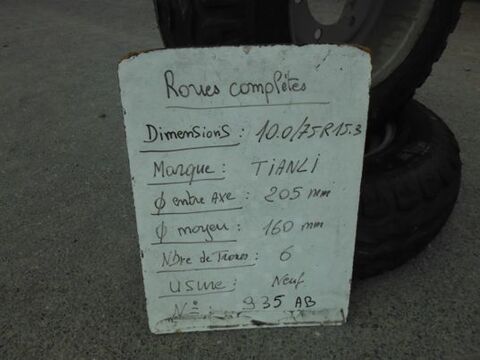 Roues complètes
Dimensions : 10.0/75R15.3
Marque : TiANLi
ϕ entre Axe : 205 mm
ϕ moyeu : 160 mm
Nbre de Trous : 6
usure : Neuf
N° : 935 AB